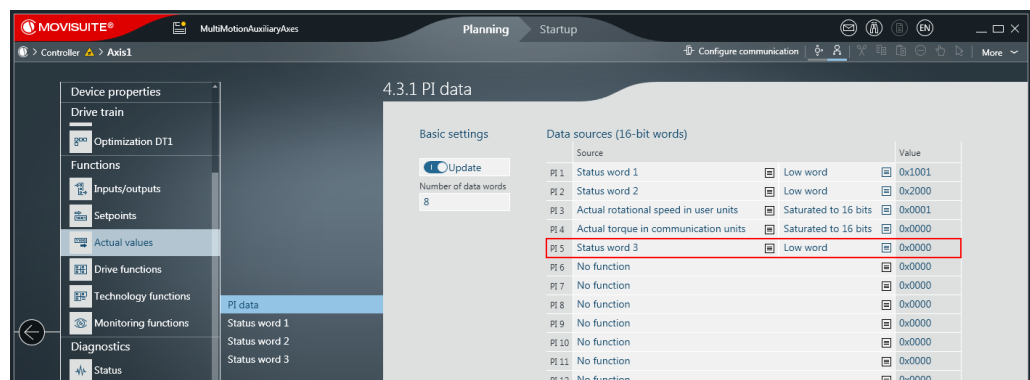 MOVISUITE® MultiMotionAuxiliaryAxes Planning Startup EN
> Controller > Axis1 Configure communication More
Device properties
Drive train
Optimization DT1
Functions
Inputs/outputs
Setpoints
Actual values
Drive functions
Technology functions
Monitoring functions
Diagnostics
Status
PI data
Status word 1
Status word 2
Status word 3
4.3.1 PI data
Basic settings
Update
Number of data words
8
Data sources (16-bit words)
Source Value
PI 1 Status word 1 Low word 0x1001
PI 2 Status word 2 Low word 0x2000
PI 3 Actual rotational speed in user units Saturated to 16 bits 0x0001
PI 4 Actual torque in communication units Saturated to 16 bits 0x0000
PI 5 Status word 3 Low word 0x0000
PI 6 No function 0x0000
PI 7 No function 0x0000
PI 8 No function 0x0000
PI 9 No function 0x0000
PI 10 No function 0x0000
PI 11 No function 0x0000
PI 12 No function 0x0000